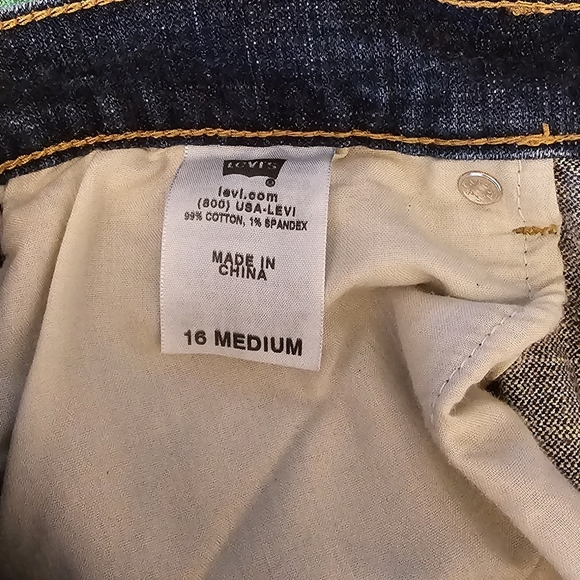 LEVI'S
®
levi.com
(800) USA-LEVI
99% COTTON, 1% SPANDEX
MADE IN
CHINA
16 MEDIUM